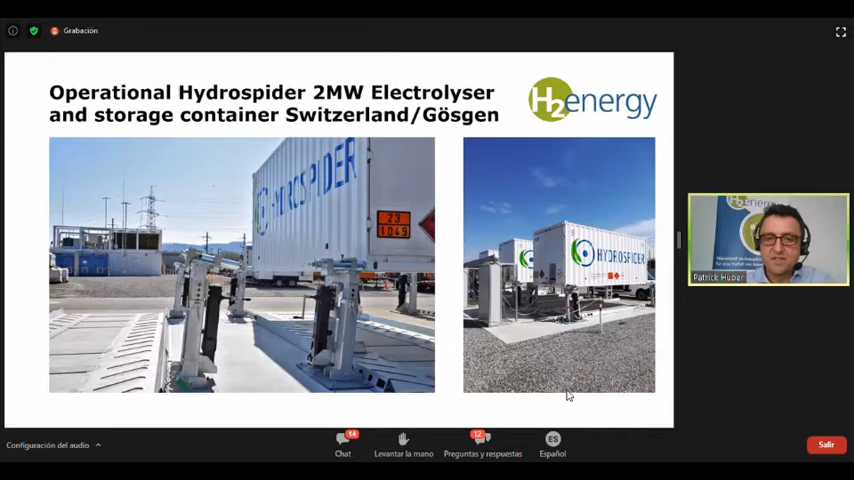 Grabación
Operational Hydrospider 2MW Electrolyser
and storage container Switzerland/Gösgen
H2energy
HYDROSPIDER
23
1049
HYDROSPIDER
H2energy
Patrick Huber
Configuración del audio
14
Chat
Levantar la mano
12
Preguntas y respuestas
ES
Español
Salir